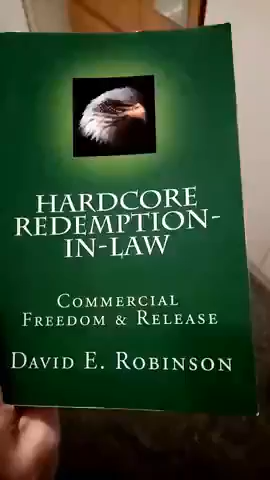 HARDCORE
REDEMPTION-
IN-LAW
COMMERCIAL
FREEDOM & RELEASE
DAVID E. ROBINSON